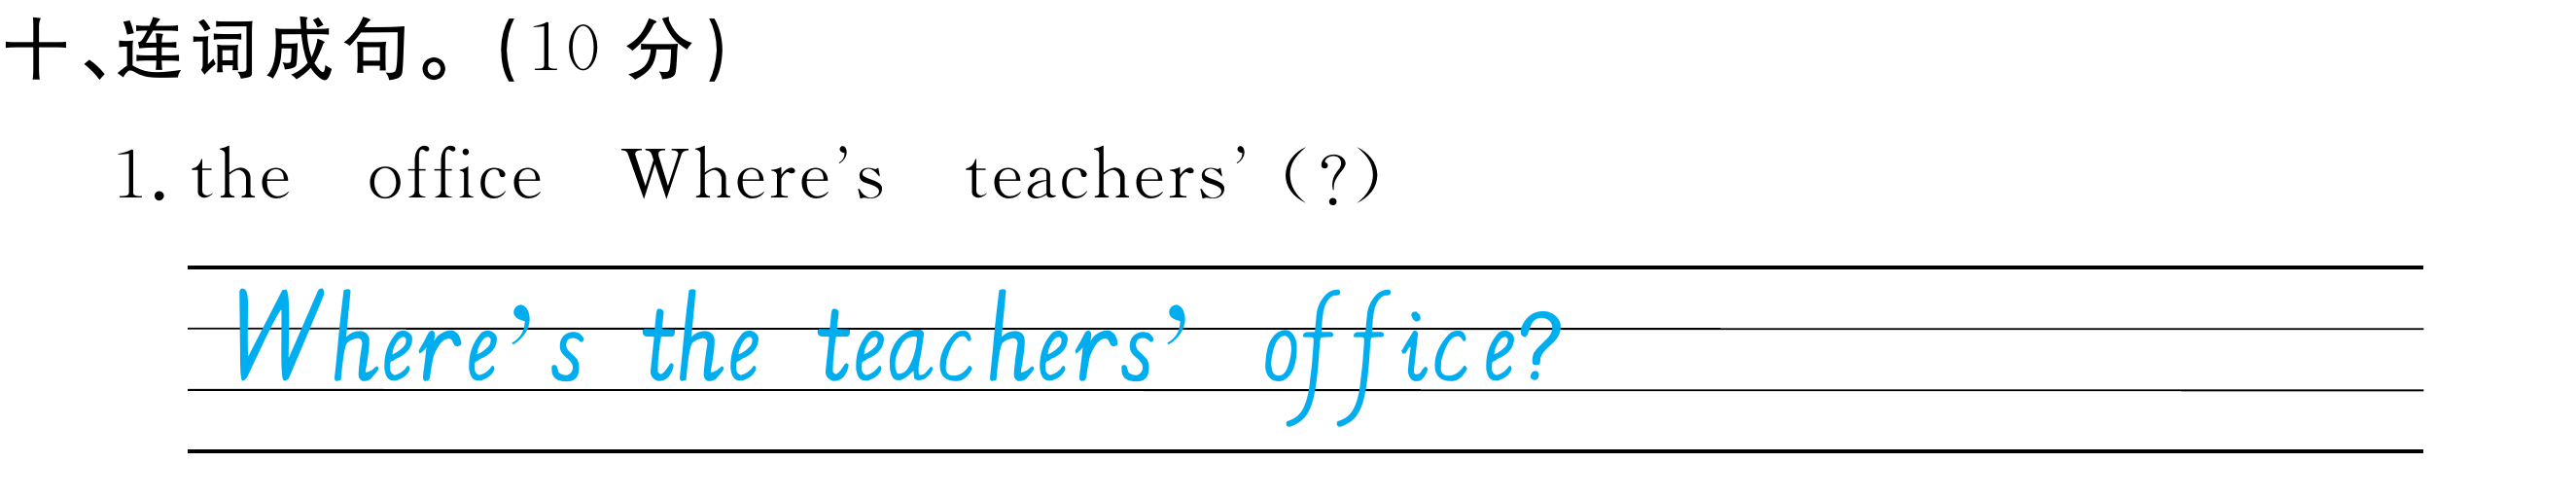 十、连词成句。(10 分)
1. the office Where's teachers' (?)
Where's the teachers' office?